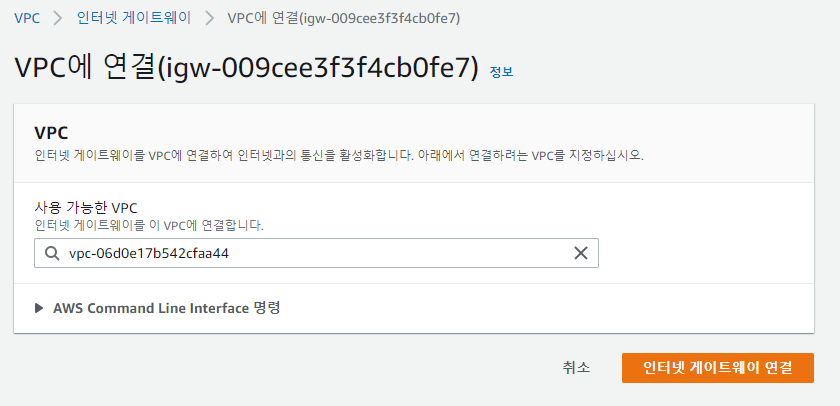 VPC > 인터넷 게이트웨이 > VPC에 연결(igw-009cee3f3f4cb0fe7)
VPC에 연결(igw-009cee3f3f4cb0fe7) 정보
VPC
인터넷 게이트웨이를 VPC에 연결하여 인터넷과의 통신을 활성화합니다. 아래에서 연결하려는 VPC를 지정하십시오.
사용 가능한 VPC
인터넷 게이트웨이를 이 VPC에 연결합니다.
vpc-06d0e17b542cfaa44
AWS Command Line Interface 명령
취소 인터넷 게이트웨이 연결